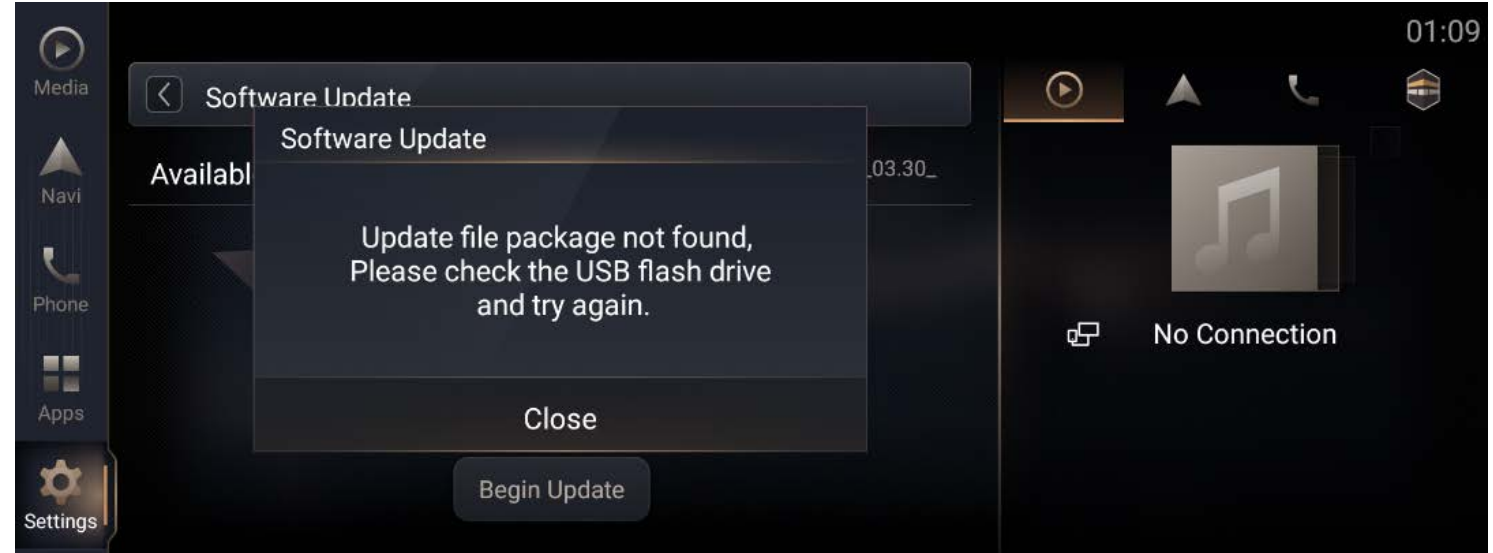 01:09
Media
Software Update
Software Update
Availabl
_03.30_
Navi
Update file package not found,
Please check the USB flash drive
and try again.
Phone
No Connection
Apps
Close
Begin Update
Settings